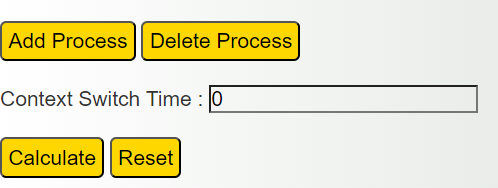 Add Process Delete Process
Context Switch Time : 0
Calculate Reset